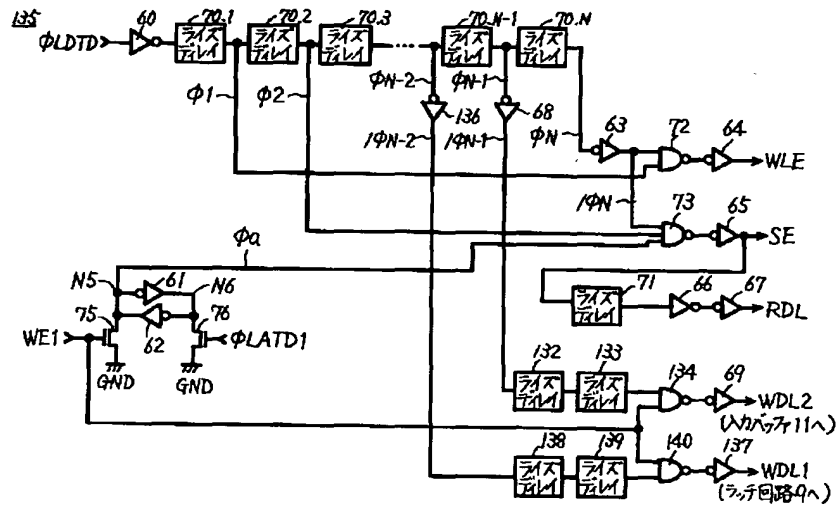 135
60
70.1
70.2
70.3
70.N-1
70.N
ΦLDTD
ライズ
ディレイ
ライズ
ディレイ
ライズ
ディレイ
ライズ
ディレイ
ライズ
ディレイ
Φ1
Φ2
ΦN-2
ΦN-1
136
68
ΦN
63
72
64
/ΦN-2
/ΦN-1
WLE
/ΦN
73
65
SE
Φa
N5
61
N6
75
62
76
WE1
ΦLATD1
GND
GND
71
ライズ
ディレイ
66
67
RDL
132
133
ライズ
ディレイ
ライズ
ディレイ
134
69
WDL2
(入力バッファ11へ)
138
139
ライズ
ディレイ
ライズ
ディレイ
140
137
WDL1
(ラッチ回路9へ)